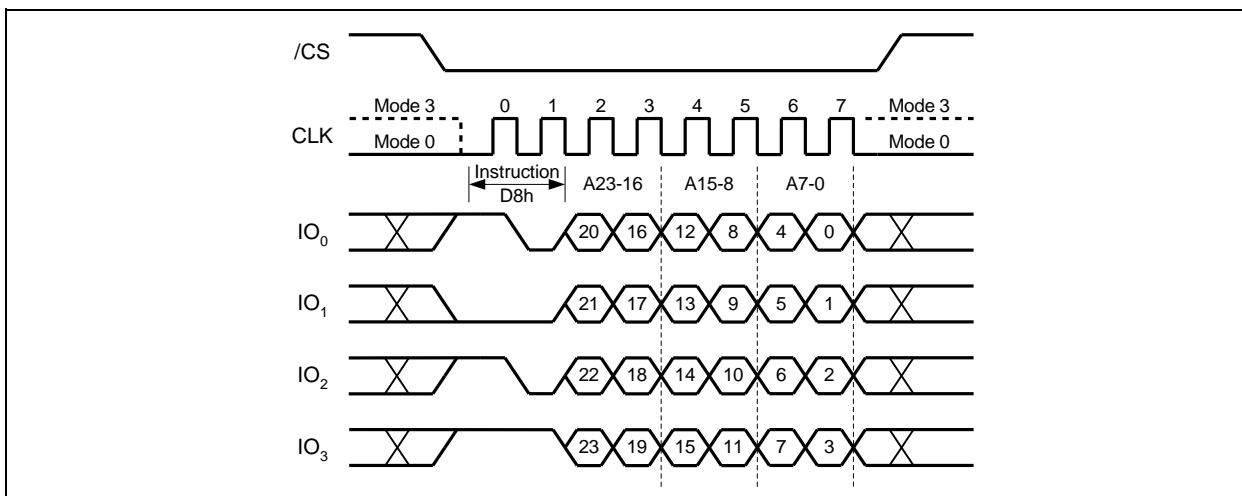 /CS
Mode 3 0 1 2 3 4 5 6 7 Mode 3
CLK Mode 0 Mode 0
Instruction
D8h A23-16 A15-8 A7-0
IO0 20 16 12 8 4 0
IO1 21 17 13 9 5 1
IO2 22 18 14 10 6 2
IO3 23 19 15 11 7 3